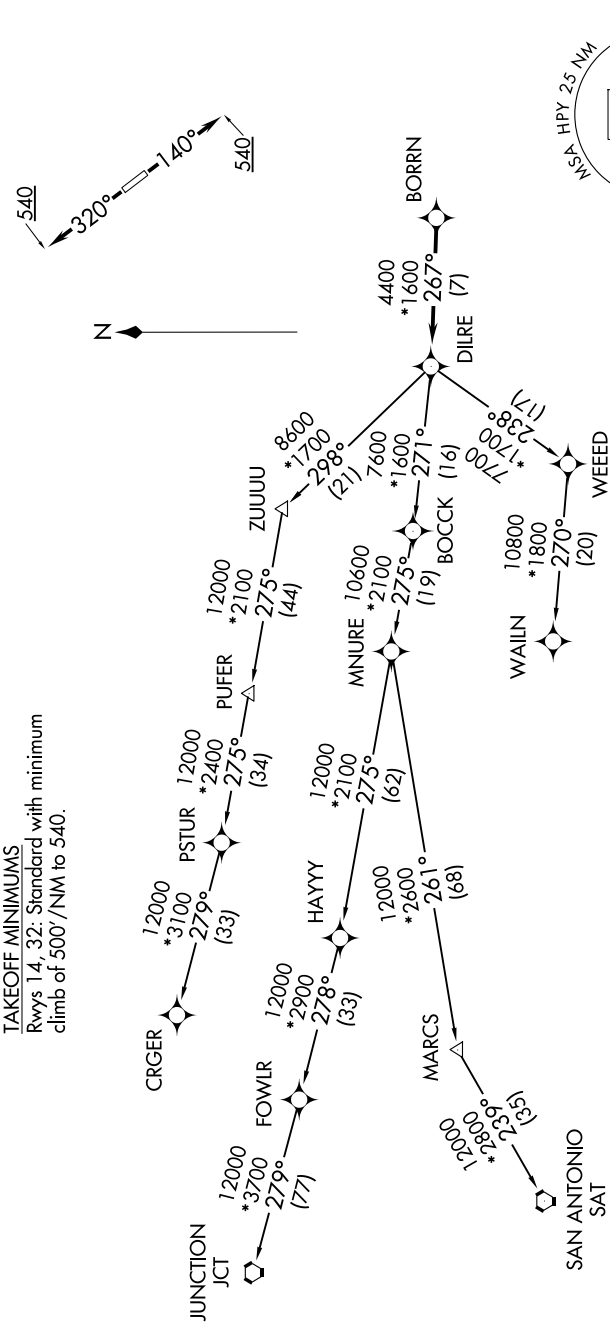 TAKEOFF MINIMUMS
Rwys 14, 32: Standard with minimum
climb of 500'/NM to 540.
540
320°
140°
540
N
MSA HPY 25 NM
BORRN
4400
*1600
267°
(7)
DILRE
8600
*1700
298°
(21)
ZUUUU
12000
*2100
275°
(44)
PUFER
12000
*2400
275°
(34)
PSTUR
12000
*3100
279°
(33)
CRGER
7600
*1600
271°
(16)
BOCCK
10600
*2100
275°
(19)
MNURE
12000
*2100
275°
(62)
HAYYY
12000
*2900
278°
(33)
FOWLR
12000
*3700
279°
(77)
JUNCTION
JCT
12000
*2600
261°
(68)
MARCS
12000
*2800
239°
(35)
SAN ANTONIO
SAT
7700
*1700
238°
(17)
WEEED
10800
*1800
270°
(20)
WAILN